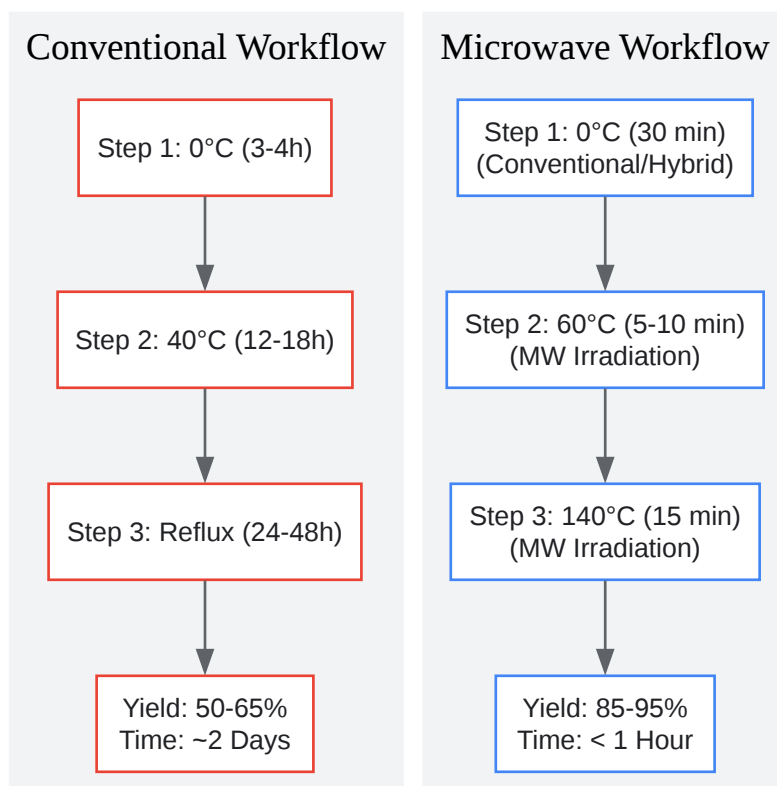 Conventional Workflow
Step 1: 0°C (3-4h)
Step 2: 40°C (12-18h)
Step 3: Reflux (24-48h)
Yield: 50-65%
Time: ~2 Days
Microwave Workflow
Step 1: 0°C (30 min)
(Conventional/Hybrid)
Step 2: 60°C (5-10 min)
(MW Irradiation)
Step 3: 140°C (15 min)
(MW Irradiation)
Yield: 85-95%
Time: < 1 Hour